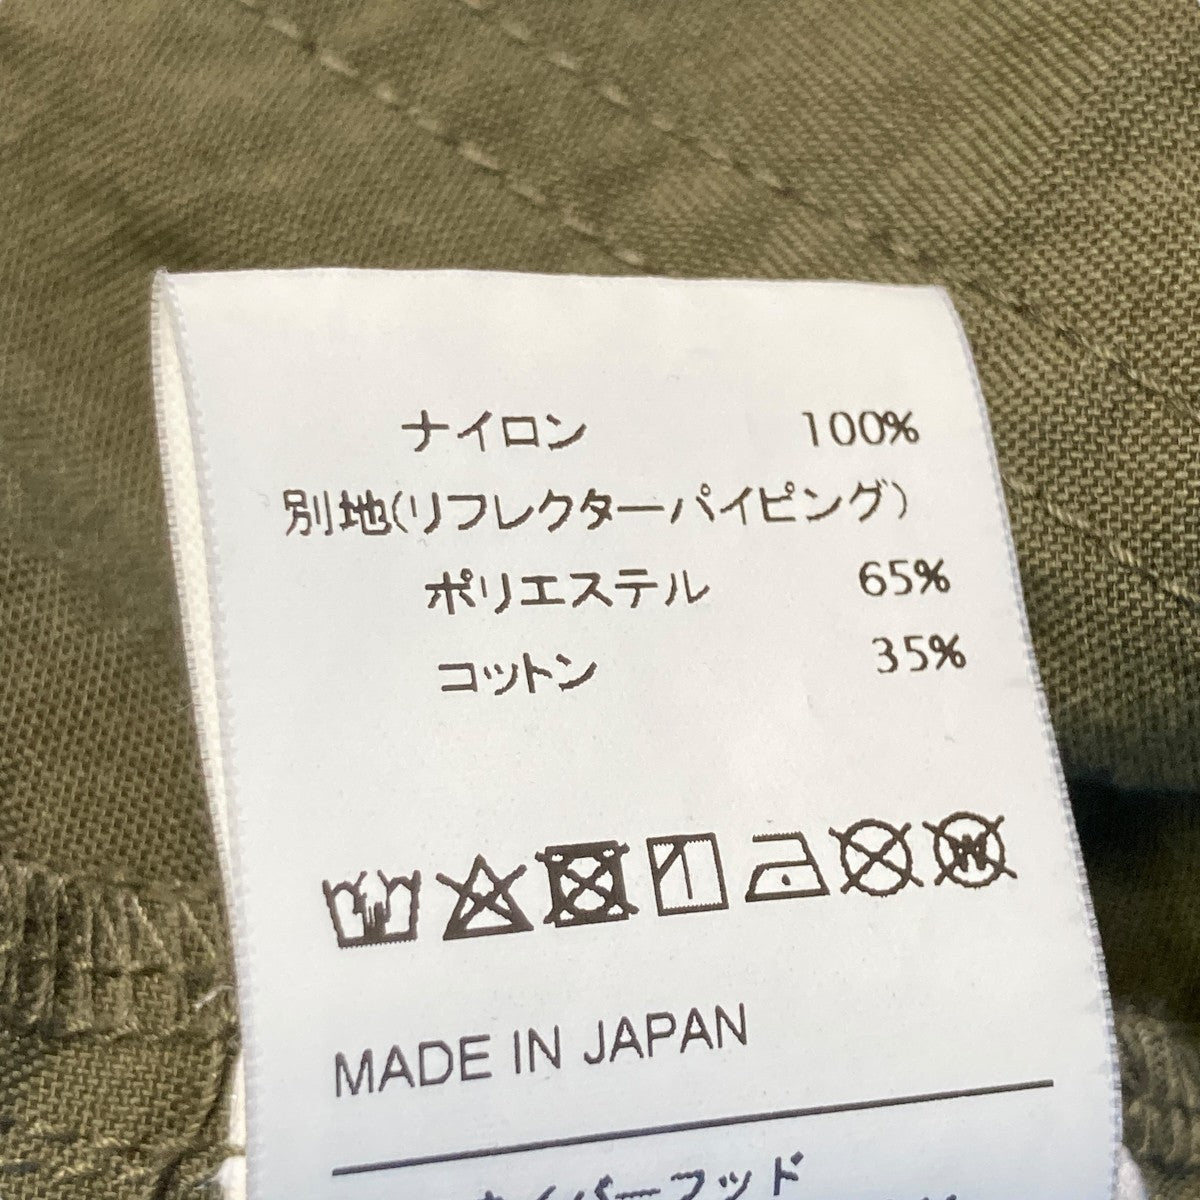 ナイロン 100%
別地(リフレクターパイピング)
ポリエステル 65%
コットン 35%
MADE IN JAPAN